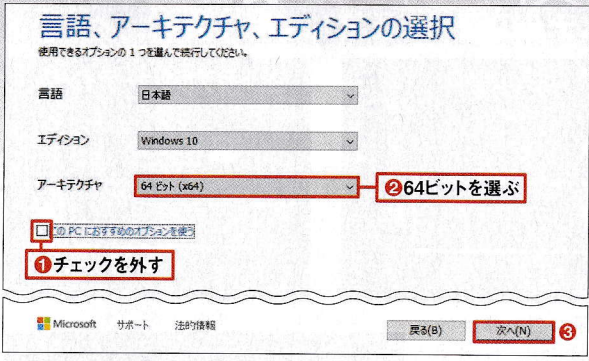 言語、アーキテクチャ、エディションの選択
使用できるオプションの 1 つを選んで続行してください。
言語
日本語
エディション
Windows 10
アーキテクチャ
64 ビット (x64)
❷64ビットを選ぶ
この PC におすすめのオプションを使う
❶チェックを外す
Microsoft サポート 法的情報
戻る(B) 次へ(N) ❸